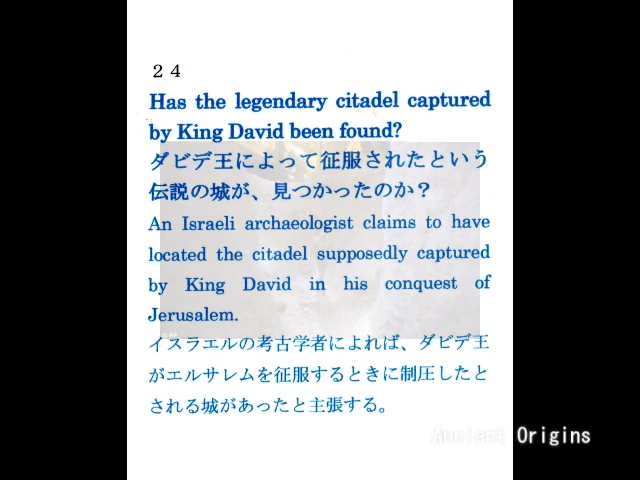 ２４
Has the legendary citadel captured
by King David been found?
ダビデ王によって征服されたという
伝説の城が、見つかったのか？
An Israeli archaeologist claims to have
located the citadel supposedly captured
by King David in his conquest of
Jerusalem.
イスラエルの考古学者によれば、ダビデ王
がエルサレムを征服するときに制圧したと
される城があったと主張する。
Ancient Origins